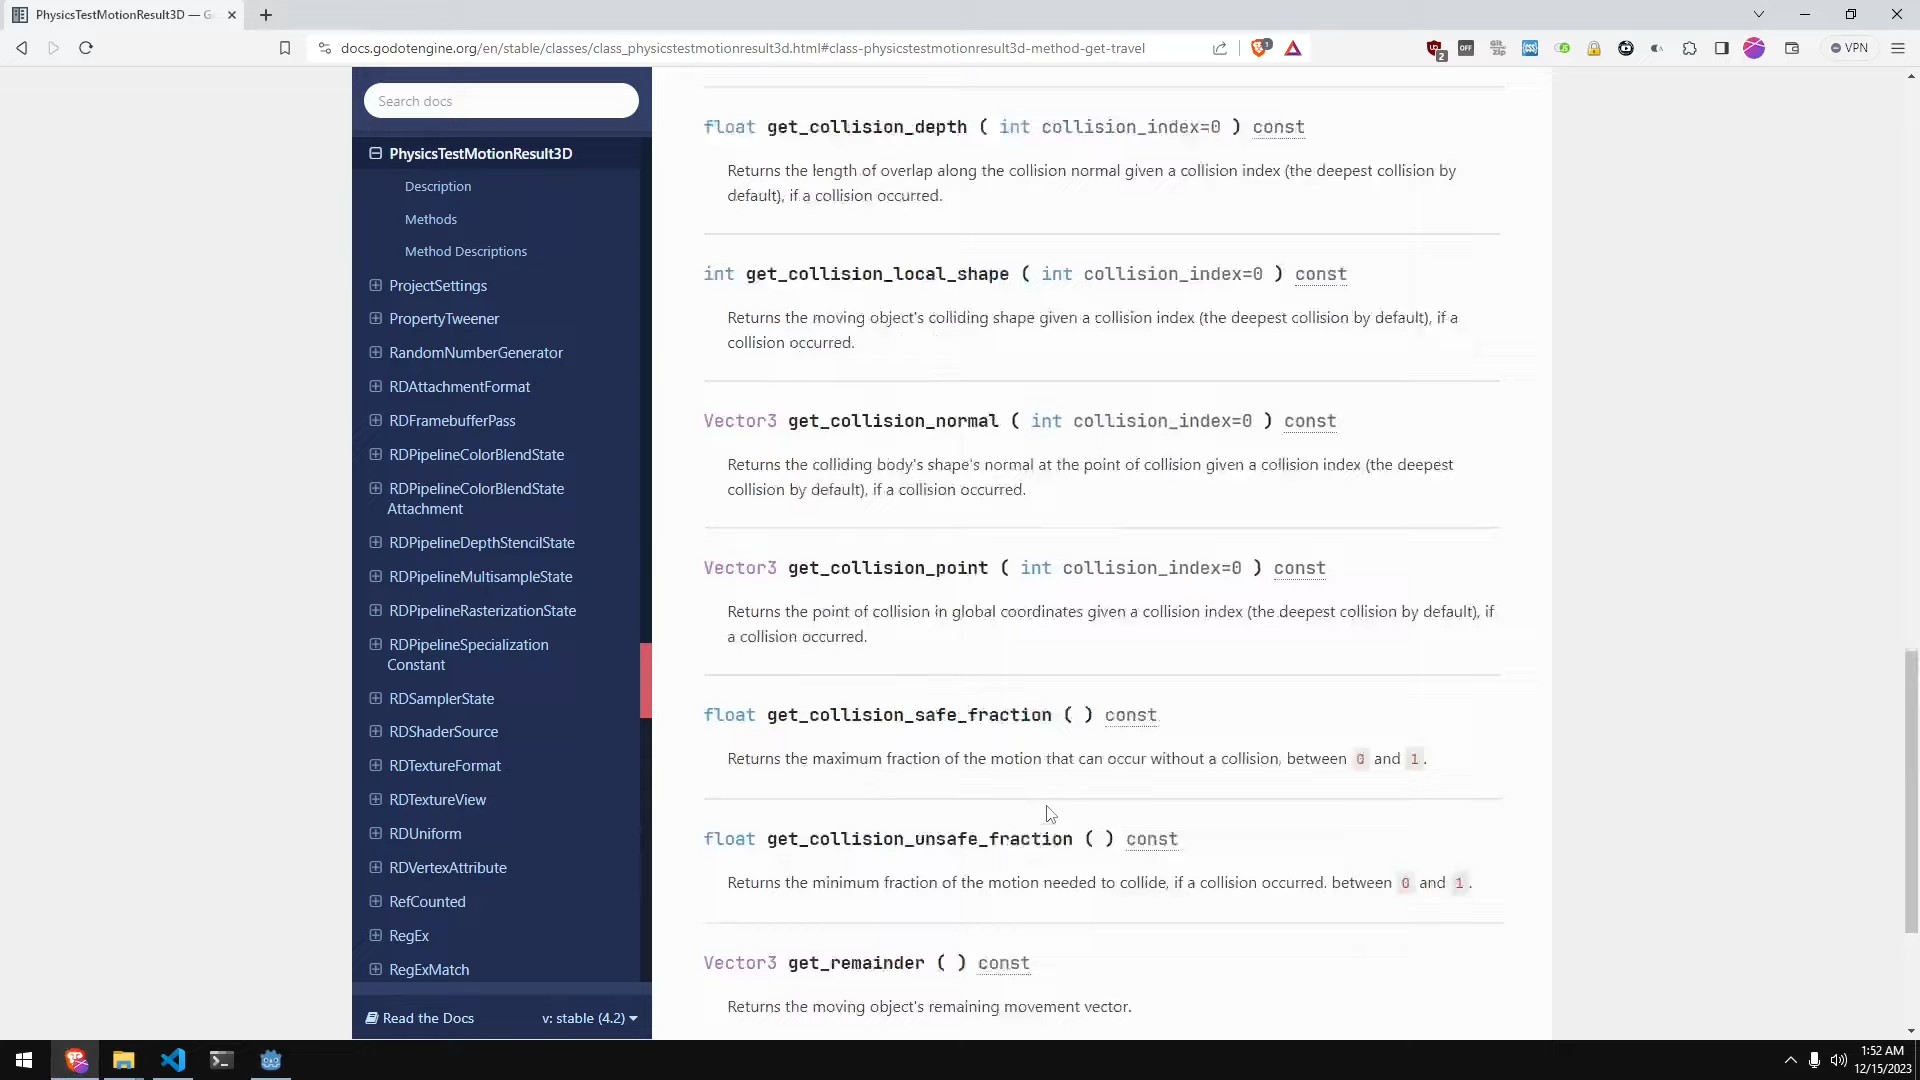 PhysicsTestMotionResult3D — G
docs.godotengine.org/en/stable/classes/class_physicstestmotionresult3d.html#class-physicstestmotionresult3d-method-get-travel
1
2
OFF
VPN
Search docs
PhysicsTestMotionResult3D
Description
Methods
Method Descriptions
ProjectSettings
PropertyTweener
RandomNumberGenerator
RDAttachmentFormat
RDFramebufferPass
RDPipelineColorBlendState
RDPipelineColorBlendState
Attachment
RDPipelineDepthStencilState
RDPipelineMultisampleState
RDPipelineRasterizationState
RDPipelineSpecialization
Constant
RDSamplerState
RDShaderSource
RDTextureFormat
RDTextureView
RDUniform
RDVertexAttribute
RefCounted
RegEx
RegExMatch
Read the Docs
v: stable (4.2)
float get_collision_depth ( int collision_index=0 ) const
Returns the length of overlap along the collision normal given a collision index (the deepest collision by
default), if a collision occurred.
int get_collision_local_shape ( int collision_index=0 ) const
Returns the moving object's colliding shape given a collision index (the deepest collision by default), if a
collision occurred.
Vector3 get_collision_normal ( int collision_index=0 ) const
Returns the colliding body's shape's normal at the point of collision given a collision index (the deepest
collision by default), if a collision occurred.
Vector3 get_collision_point ( int collision_index=0 ) const
Returns the point of collision in global coordinates given a collision index (the deepest collision by default), if
a collision occurred.
float get_collision_safe_fraction ( ) const
Returns the maximum fraction of the motion that can occur without a collision, between 0 and 1.
float get_collision_unsafe_fraction ( ) const
Returns the minimum fraction of the motion needed to collide, if a collision occurred. between 0 and 1.
Vector3 get_remainder ( ) const
Returns the moving object's remaining movement vector.
1:52 AM
12/15/2023